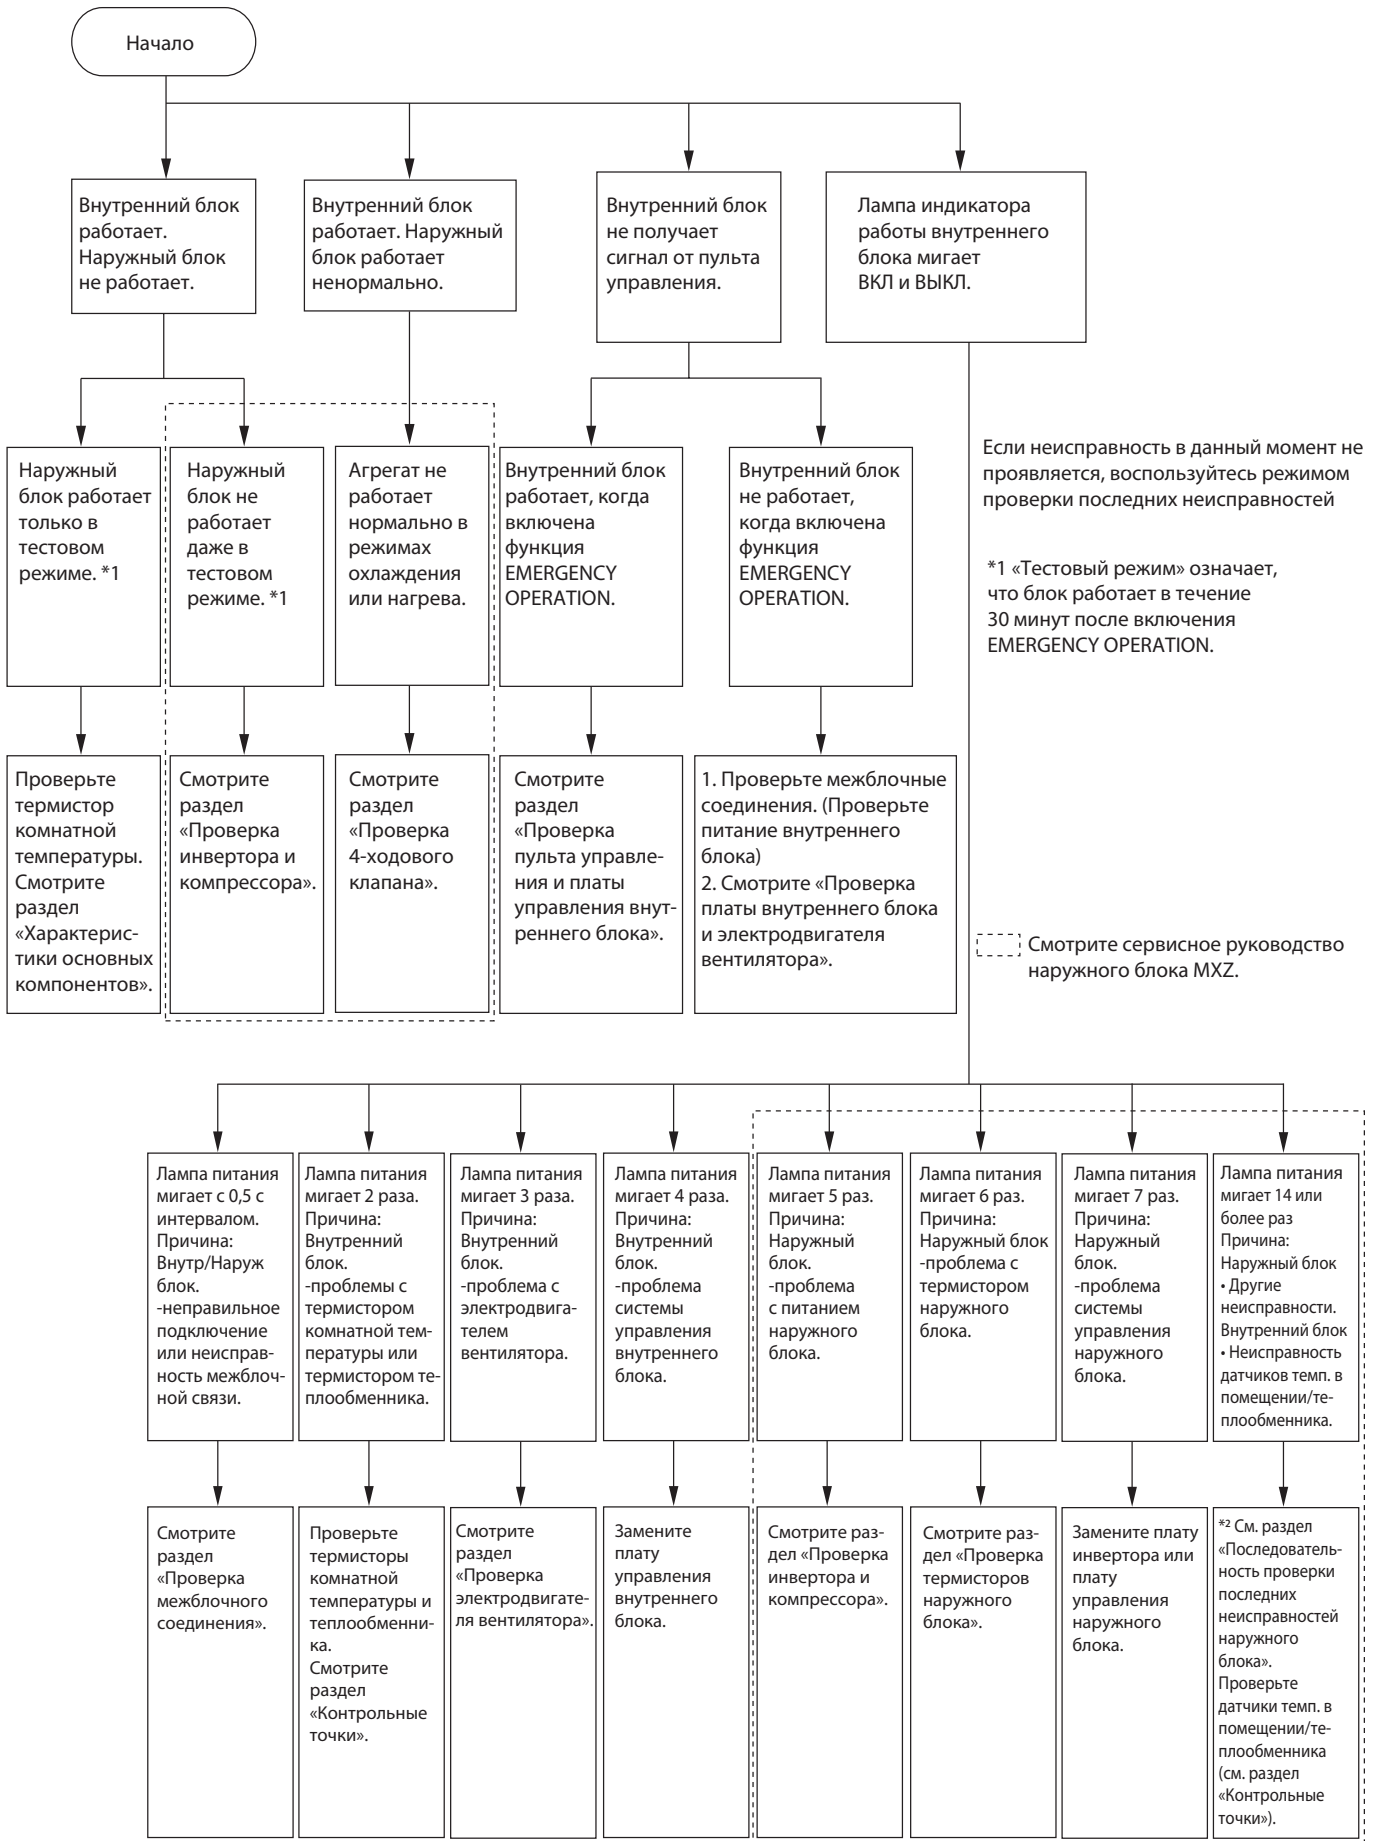 Начало
Внутренний блок
работает.
Наружный блок
не работает.
Внутренний блок
работает. Наружный
блок работает
ненормально.
Внутренний блок
не получает
сигнал от пульта
управления.
Лампа индикатора
работы внутреннего
блока мигает
ВКЛ и ВЫКЛ.
Наружный
блок работает
только в
тестовом
режиме. *1
Наружный
блок не
работает
даже в
тестовом
режиме. *1
Агрегат не
работает
нормально в
режимах
охлаждения
или нагрева.
Внутренний блок
работает, когда
включена
функция
EMERGENCY
OPERATION.
Внутренний блок
не работает,
когда включена
функция
EMERGENCY
OPERATION.
Если неисправность в данный момент не
проявляется, воспользуйтесь режимом
проверки последних неисправностей
*1 «Тестовый режим» означает,
что блок работает в течение
30 минут после включения
EMERGENCY OPERATION.
Проверьте
термистор
комнатной
температуры.
Смотрите
раздел
«Характерис-
тики основных
компонентов».
Смотрите
раздел
«Проверка
инвертора и
компрессора».
Смотрите
раздел
«Проверка
4-ходового
клапана».
Смотрите
раздел
«Проверка
пульта управле-
ния и платы
управления внут-
реннего блока».
1. Проверьте межблочные
соединения. (Проверьте
питание внутреннего
блока)
2. Смотрите «Проверка
платы внутреннего блока
и электродвигателя
вентилятора».
Смотрите сервисное руководство
наружного блока MXZ.
Лампа питания
мигает с 0,5 с
интервалом.
Причина:
Внутр/Наруж
блок.
-неправильное
подключение
или неисправ-
ность межблоч-
ной связи.
Лампа питания
мигает 2 раза.
Причина:
Внутренний
блок.
-проблемы с
термистором
комнатной тем-
пературы или
термистором те-
плообменника.
Лампа питания
мигает 3 раза.
Причина:
Внутренний
блок.
-проблема с
электродвига-
телем
вентилятора.
Лампа питания
мигает 4 раза.
Причина:
Внутренний
блок.
-проблема
системы
управления
внутреннего
блока.
Лампа питания
мигает 5 раз.
Причина:
Наружный
блок.
-проблема
с питанием
наружного
блока.
Лампа питания
мигает 6 раз.
Причина:
Наружный блок
-проблема с
термистором
наружного
блока.
Лампа питания
мигает 7 раз.
Причина:
Наружный
блок.
-проблема
системы
управления
наружного
блока.
Лампа питания
мигает 14 или
более раз
Причина:
Наружный блок
• Другие
неисправности.
Внутренний блок
• Неисправность
датчиков темп. в
помещении/те-
плообменника.
Смотрите
раздел
«Проверка
межблочного
соединения».
Проверьте
термисторы
комнатной
температуры и
теплообменни-
ка.
Смотрите
раздел
«Контрольные
точки».
Смотрите
раздел
«Проверка
электродвигате-
ля вентилятора».
Замените
плату
управления
внутреннего
блока.
Смотрите раз-
дел «Проверка
инвертора и
компрессора».
Смотрите раз-
дел «Проверка
термисторов
наружного
блока».
Замените плату
инвертора или
плату
управления
наружного
блока.
*² См. раздел
«Последователь-
ность проверки
последних
неисправностей
наружного
блока».
Проверьте
датчики темп. в
помещении/те-
плообменника
(см. раздел
«Контрольные
точки»).